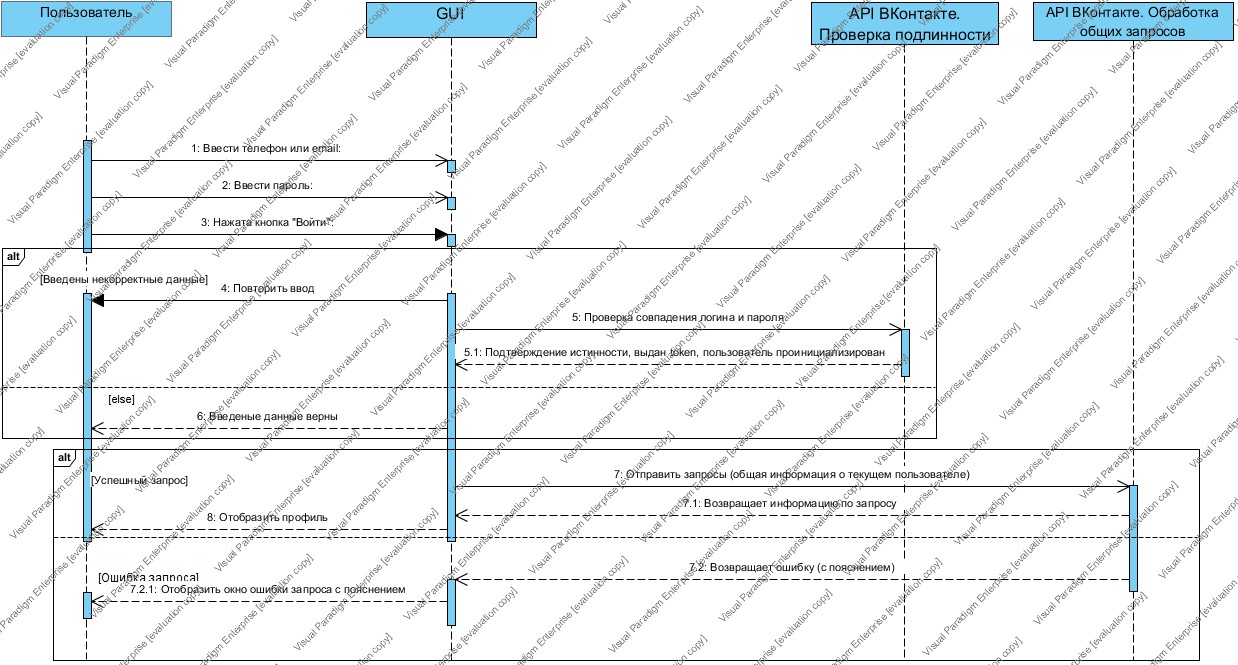 Пользователь
GUI
API ВКонтакте.
Проверка подлинности
API ВКонтакте. Обработка
общих запросов
1: Ввести телефон или email:
2: Ввести пароль:
3: Нажата кнопка "Войти":
alt
[Введены некорректные данные]
4: Повторить ввод
5: Проверка совпадения логина и пароля
5.1: Подтверждение истинности, выдан token, пользователь проинициализирован
[else]
6: Введеные данные верны
alt
[Успешный запрос]
7: Отправить запросы (общая информация о текущем пользователе)
7.1: Возвращает информацию по запросу
8: Отобразить профиль
7.2: Возвращает ошибку (с пояснением)
[Ошибка запроса]
7.2.1: Отобразить окно ошибки запроса с пояснением
Visual Paradigm Enterprise [evaluation copy]